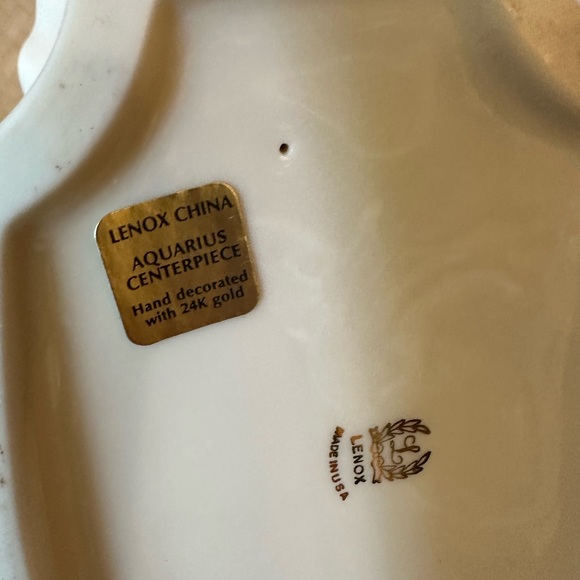 LENOX CHINA
AQUARIUS
CENTERPIECE
Hand decorated
with 24K gold
L
LENOX
MADE IN USA